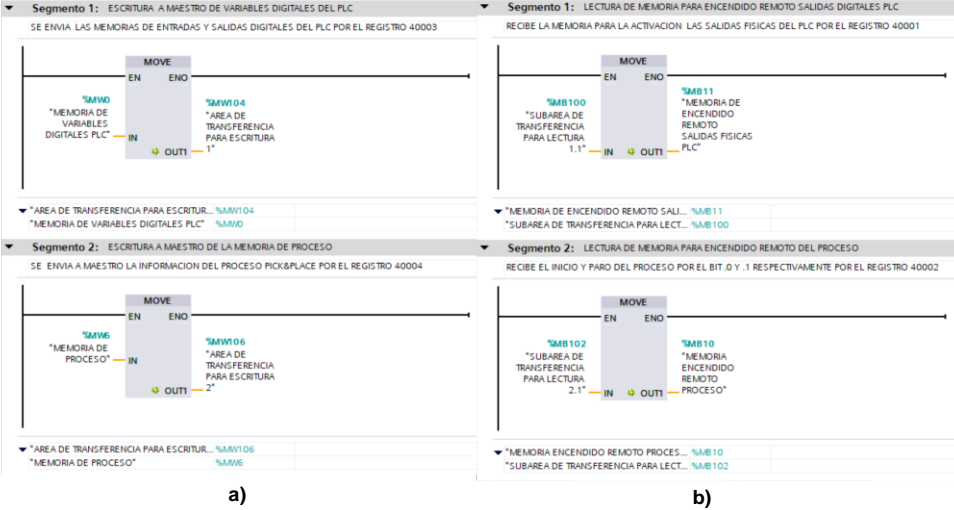 Segmento 1: ESCRITURA A MAESTRO DE VARIABLES DIGITALES DEL PLC
SE ENVIA LAS MEMORIAS DE ENTRADAS Y SALIDAS DIGITALES DEL PLC POR EL REGISTRO 40003
MOVE
EN ENO
%MW0
"MEMORIA DE
VARIABLES
DIGITALES PLC"
IN
%MW104
"AREA DE
TRANSFERENCIA
PARA ESCRITURA
1"
OUT1
"AREA DE TRANSFERENCIA PARA ESCRITUR... %MW104
"MEMORIA DE VARIABLES DIGITALES PLC" %MW0
Segmento 2: ESCRITURA A MAESTRO DE LA MEMORIA DE PROCESO
SE ENVIA A MAESTRO LA INFORMACION DEL PROCESO PICK&PLACE POR EL REGISTRO 40004
MOVE
EN ENO
%MW6
"MEMORIA DE
PROCESO"
IN
%MW106
"AREA DE
TRANSFERENCIA
PARA ESCRITURA
2"
OUT1
"AREA DE TRANSFERENCIA PARA ESCRITUR... %MW106
"MEMORIA DE PROCESO" %MW6
a)
Segmento 1: LECTURA DE MEMORIA PARA ENCENDIDO REMOTO SALIDAS DIGITALES PLC
RECIBE LA MEMORIA PARA LA ACTIVACION LAS SALIDAS FISICAS DEL PLC POR EL REGISTRO 40001
MOVE
EN ENO
%MB100
"SUBAREA DE
TRANSFERENCIA
PARA LECTURA
1.1"
IN
%MB11
"MEMORIA DE
ENCENDIDO
REMOTO
SALIDAS FISICAS
PLC"
OUT1
"MEMORIA DE ENCENDIDO REMOTO SALI... %MB11
"SUBAREA DE TRANSFERENCIA PARA LECT... %MB100
Segmento 2: LECTURA DE MEMORIA PARA ENCENDIDO REMOTO DEL PROCESO
RECIBE EL INICIO Y PARO DEL PROCESO POR EL BIT .0 Y .1 RESPECTIVAMENTE POR EL REGISTRO 40002
MOVE
EN ENO
%MB102
"SUBAREA DE
TRANSFERENCIA
PARA LECTURA
2.1"
IN
%MB10
"MEMORIA
ENCENDIDO
REMOTO
PROCESO"
OUT1
"MEMORIA ENCENDIDO REMOTO PROCES... %MB10
"SUBAREA DE TRANSFERENCIA PARA LECT... %MB102
b)